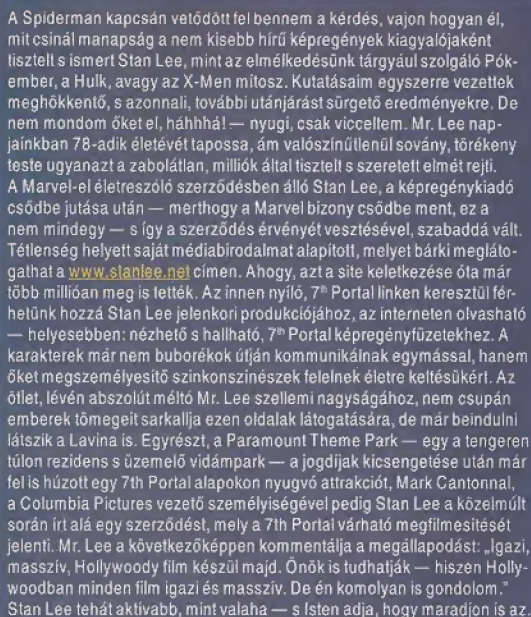 A Spiderman kapcsán vetődött fel bennem a kérdés, vajon hogyan él,
mit csinál manapság a nem kisebb hírű képregények kiagyalójaként
tisztelt s ismert Stan Lee, mint az elmélkedésünk tárgyául szolgáló Pók-
ember, a Hulk, avagy az X-Men mítosz. Kutatásaim egyszerre vezettek
meghökkentő, s azonnali, további utánjárást sürgető eredményekre. De
nem mondom őket el, háhhhá! — nyugi, csak vicceltem. Mr. Lee nap-
jainkban 78-adik életévét tapossa, ám valószínűtlenül sovány, törékeny
teste ugyanazt a zabolátlan, milliók által tisztelt s szeretett elmét rejti.
A Marvel-el életreszóló szerződésben álló Stan Lee, a képregénykiadó
csődbe jutása után — merthogy a Marvel bizony csődbe ment, ez a
nem mindegy — s így a szerződés érvényét vesztésével, szabaddá vált.
Tétlenség helyett saját médiabirodalmat alapított, melyet bárki megláto-
gathat a www.stanlee.net címen. Ahogy, azt a site keletkezése óta már
több millióan meg is tették. Az innen nyíló, 7th Portal linken keresztül fér-
hetünk hozzá Stan Lee jelenkori produkciójához, az interneten olvasható
— helyesebben: nézhető s hallható, 7th Portal képregényfüzetekhez. A
karakterek már nem buborékok útján kommunikálnak egymással, hanem
őket megszemélyesítő szinkonszínészek felelnek életre keltésükért. Az
ötlet, lévén abszolút méltó Mr. Lee szellemi nagyságához, nem csupán
emberek tömegeit sarkallja ezen oldalak látogatására, de már beindulni
látszik a Lavina is. Egyrészt, a Paramount Theme Park — egy a tengeren
túlon rezidens s üzemelő vidámpark — a jogdíjak kicsengetése után már
fel is húzott egy 7th Portal alapokon nyugvó attrakciót, Mark Cantonnal,
a Columbia Pictures vezető személyiségével pedig Stan Lee a közelmúlt
során írt alá egy szerződést, mely a 7th Portal várható megfilmesítését
jelenti. Mr. Lee a következőképpen kommentálja a megállapodást: „Igazi,
masszív, Hollywoody film készül majd. Önök is tudhatják — hiszen Holly-
woodban minden film igazi és masszív. De én komolyan is gondolom.”
Stan Lee tehát aktívabb, mint valaha — s Isten adja, hogy maradjon is az.